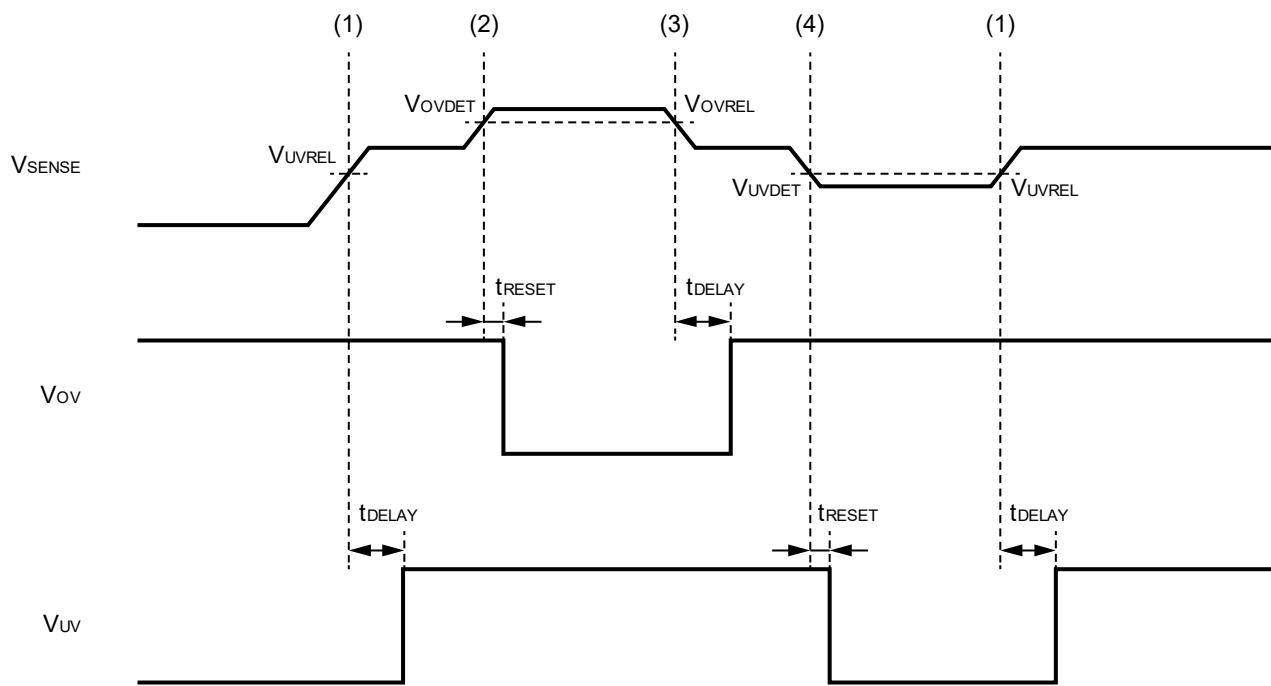 (1) (2) (3) (4) (1)
VOVDET VOVREL
VUVREL
VSENSE
VUVDET VUVREL
tRESET tDELAY
VOV
tDELAY tRESET tDELAY
VUV